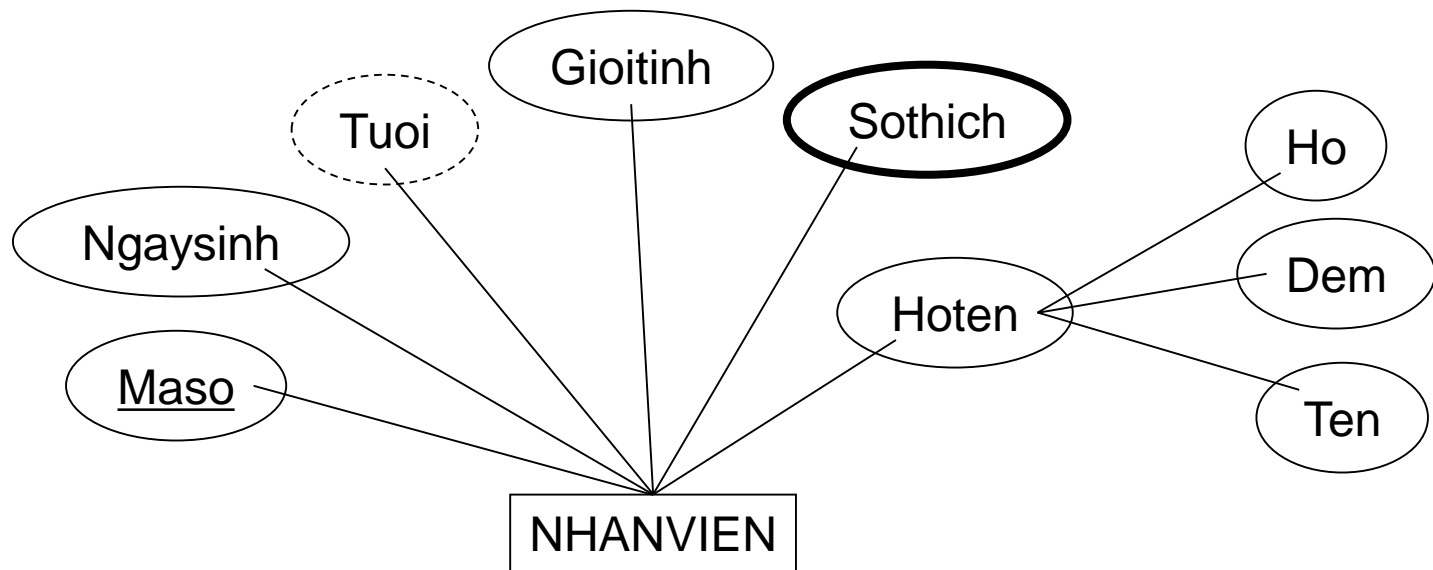 Gioitinh
Sothich
Tuoi
Ho
Ngaysinh
Dem
Hoten
Maso
Ten
NHANVIEN